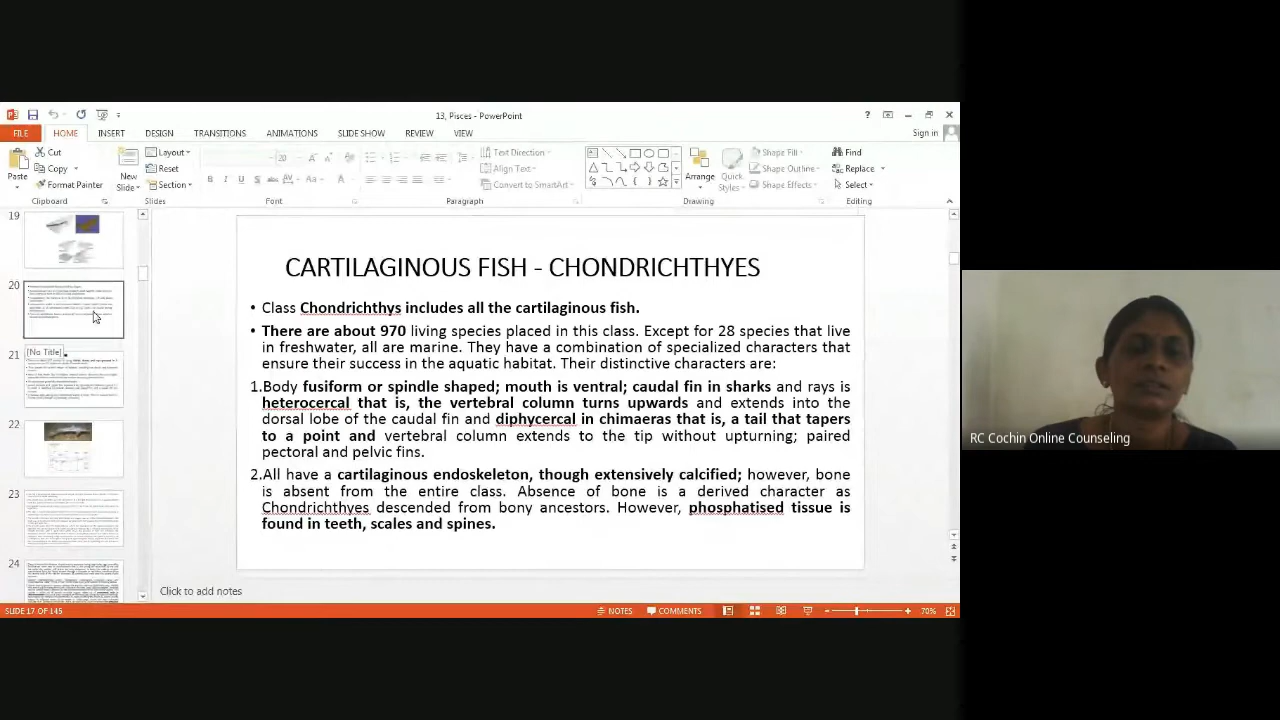 13, Pisces - PowerPoint
?
FILE
HOME
INSERT
DESIGN
TRANSITIONS
ANIMATIONS
SLIDE SHOW
REVIEW
VIEW
Sign in
Paste
Cut
Copy
Format Painter
Clipboard
New Slide
Layout
Reset
Section
Slides
20
Font
Text Direction
Align Text
Convert to SmartArt
Paragraph
Arrange
Quick Styles
Shape Fill
Shape Outline
Shape Effects
Drawing
Find
Replace
Select
Editing
19
20
[No Title]
21
22
23
24
CARTILAGINOUS FISH - CHONDRICHTHYES
• Class chondrichthys includes all the cartilaginous fish.
• There are about 970 living species placed in this class. Except for 28 species that live
in freshwater, all are marine. They have a combination of specialized characters that
ensure their success in the aquatic medium. Their distinctive characters are
1.Body fusiform or spindle shaped, mouth is ventral; caudal fin in sharks and rays is
heterocercal that is, the vertebral column turns upwards and extends into the
dorsal lobe of the caudal fin and diphycercal in chimaeras that is, a tail that tapers
to a point and vertebral column extends to the tip without upturning; paired
pectoral and pelvic fins.
2.All have a cartilaginous endoskeleton, though extensively calcified; however, bone
is absent from the entire class. Absence of bone is a derived character as
descended from bony ancestors. However, phosphatized tissue is
found in teeth, scales and spines.
Click to add notes
SLIDE 17 OF 145
NOTES
COMMENTS
70%
RC Cochin Online Counseling